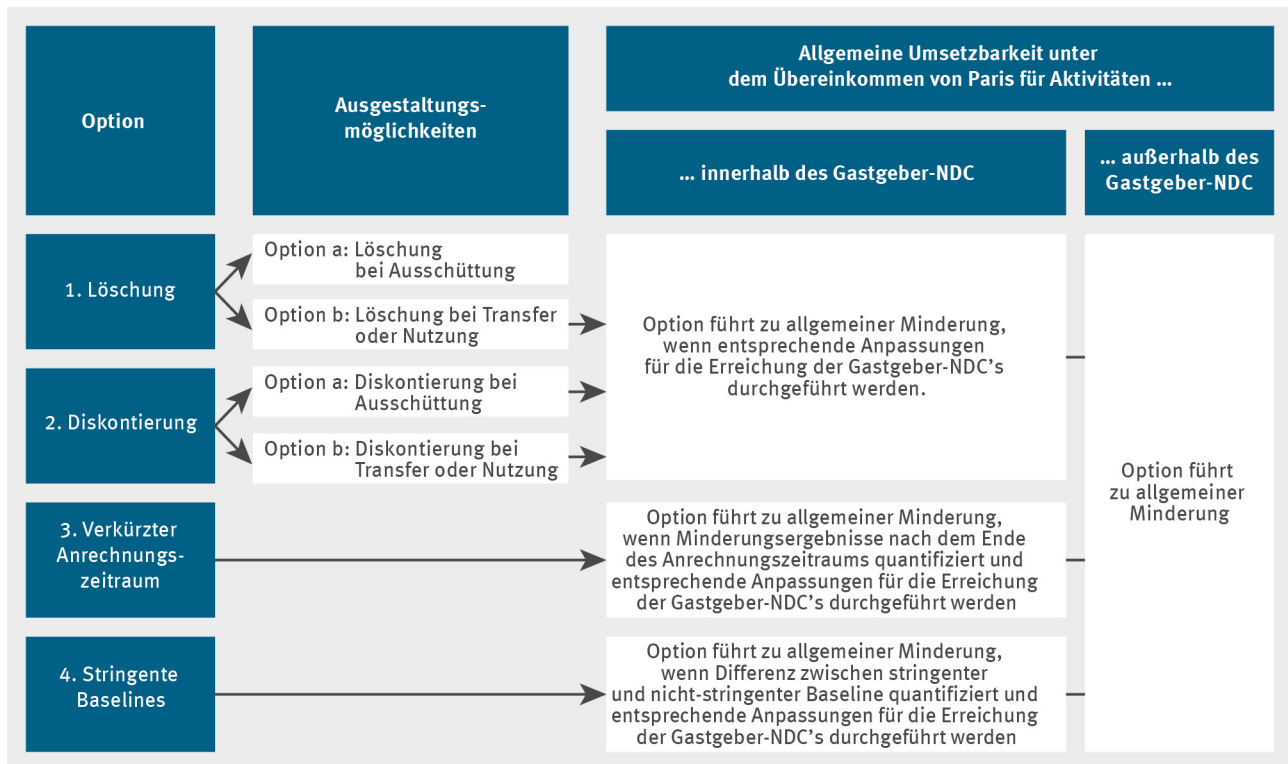 Option
Ausgestaltungs-
möglichkeiten
Allgemeine Umsetzbarkeit unter
dem Übereinkommen von Paris für Aktivitäten ...
... innerhalb des Gastgeber-NDC
... außerhalb des
Gastgeber-NDC
1. Löschung
Option a: Löschung
bei Ausschüttung
Option b: Löschung bei Transfer
oder Nutzung
Option führt zu allgemeiner Minderung,
wenn entsprechende Anpassungen
für die Erreichung der Gastgeber-NDC's
durchgeführt werden.
2. Diskontierung
Option a: Diskontierung bei
Ausschüttung
Option b: Diskontierung bei
Transfer oder Nutzung
3. Verkürzter
Anrechnungs-
zeitraum
Option führt zu allgemeiner Minderung,
wenn Minderungsergebnisse nach dem Ende
des Anrechnungszeitraums quantifiziert und
entsprechende Anpassungen für die Erreichung
der Gastgeber-NDC's durchgeführt werden
4. Stringente
Baselines
Option führt zu allgemeiner Minderung,
wenn Differenz zwischen stringenter
und nicht-stringenter Baseline quantifiziert und
entsprechende Anpassungen für die Erreichung
der Gastgeber-NDC's durchgeführt werden
Option führt
zu allgemeiner
Minderung